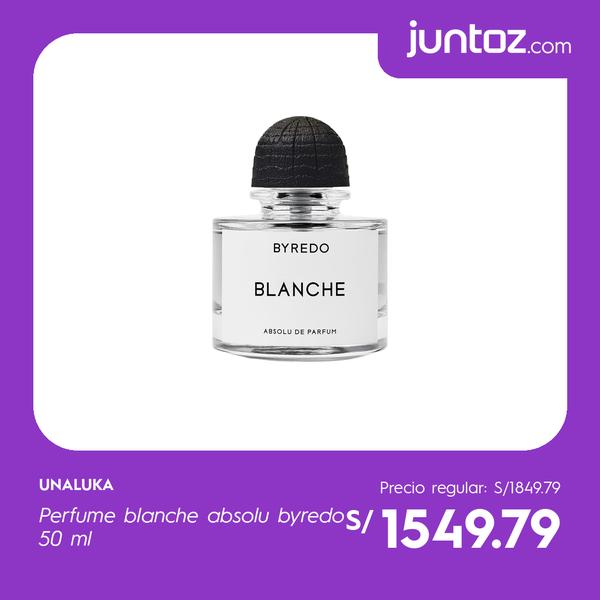 juntoz.com
BYREDO
BLANCHE
ABSOLU DE PARFUM
UNALUKA
Perfume blanche absolu byredo
50 ml
Precio regular: S/1849.79
S/ 1549.79